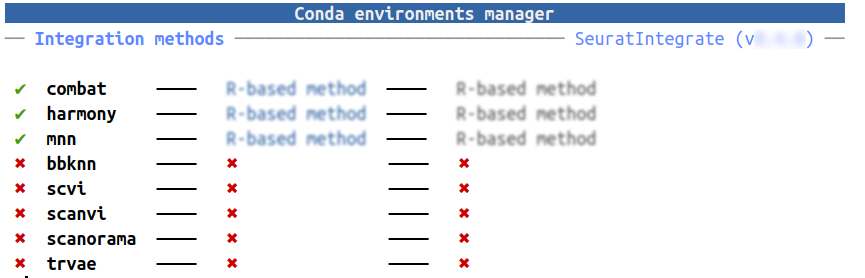 Conda environments manager
── Integration methods ───────────────────────────────── SeuratIntegrate (v ) ──
✔ combat ──── R-based method ──── R-based method
✔ harmony ──── R-based method ──── R-based method
✔ mnn ──── R-based method ──── R-based method
✖ bbknn ──── ✖ ──── ✖
✖ scvi ──── ✖ ──── ✖
✖ scanvi ──── ✖ ──── ✖
✖ scanorama ──── ✖ ──── ✖
✖ trvae ──── ✖ ──── ✖